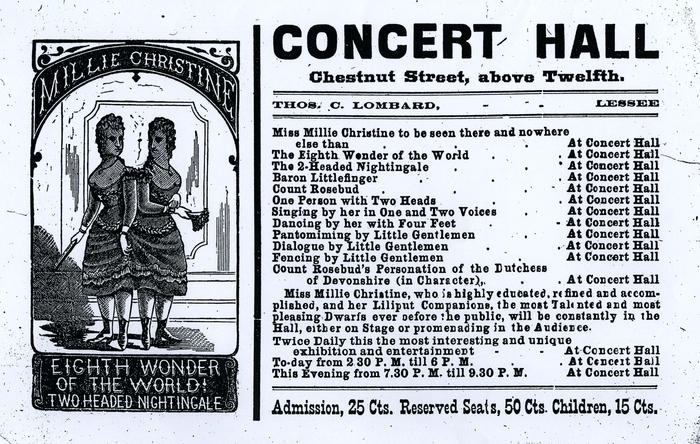 MILLIE CHRISTINE
EIGHTH WONDER
OF THE WORLD!
TWO HEADED NIGHTINGALE
CONCERT HALL
Chestnut Street, above Twelfth.
THOS. C. LOMBARD, - - LESSEE
Miss Millie Christine to be seen there and nowhere
else than . . . . At Concert Hall
The Eighth Wonder of the World . . At Concert Hall
The 2-Headed Nightingale . . . At Concert Hall
Baron Littlefinger . . . At Concert Hall
Count Rosebud . . . . At Concert Hall
One Person with Two Heads . . . At Concert Hall
Singing by her in One and Two Voices . . At Concert Hall
Dancing by her with Four Feet . . . At Concert Hall
Pantomiming by Little Gentlemen . . At Concert Hall
Dialogue by Little Gentlemen . . . At Concert Hall
Fencing by Little Gentlemen . . . At Concert Hall
Count Rosebud's Personation of the Dutchess
of Devonshire (in Character), . . At Concert Hall
Miss Millie Christine, who is highly educated, refined and accom-
plished, and her Liliput Companions, the most Talented and most
pleasing Dwarfs ever before the public, will be constantly in the
Hall, either on Stage or promenading in the Audience.
Twice Daily this the most interesting and unique
exhibition and entertainment - - At Concert Hall
To-day from 2 30 P. M. till 6 P. M. . At Concert Hall
This Evening from 7.30 P. M. till 9.30 P. M. . At Concert Hall
Admission, 25 Cts. Reserved Seats, 50 Cts. Children, 15 Cts.